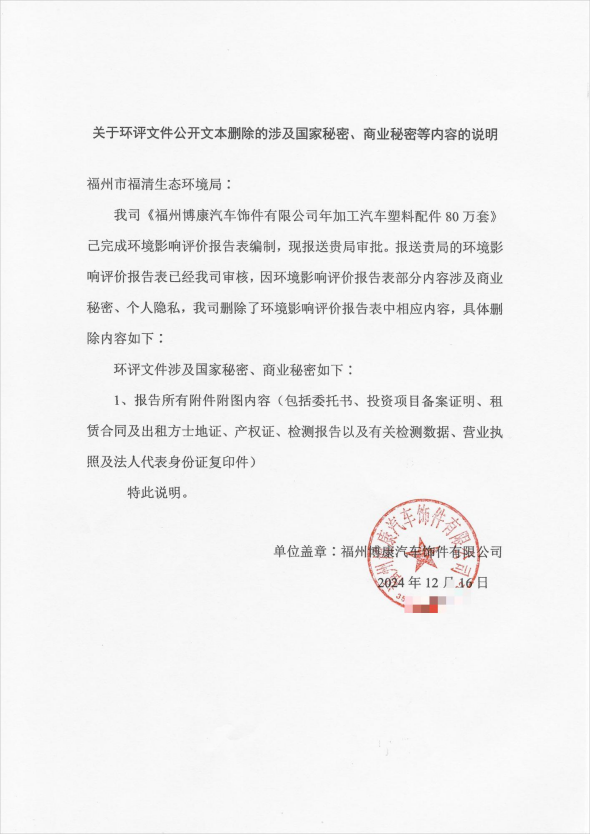 关于环评文件公开文本删除的涉及国家秘密、商业秘密等内容的说明
福州市福清生态环境局：
我司《福州博康汽车饰件有限公司年加工汽车塑料配件 80 万套》
已完成环境影响评价报告表编制，现报送贵局审批。报送贵局的环境影
响评价报告表已经我司审核，因环境影响评价报告表部分内容涉及商业
秘密、个人隐私，我司删除了环境影响评价报告表中相应内容，具体删
除内容如下：
环评文件涉及国家秘密、商业秘密如下：
1、报告所有附件附图内容（包括委托书、投资项目备案证明、租
赁合同及出租方土地证、产权证、检测报告以及有关检测数据、营业执
照及法人代表身份证复印件）
特此说明。
单位盖章：福州博康汽车饰件有限公司
2024 年 12 月 16 日
福州博康汽车饰件有限公司